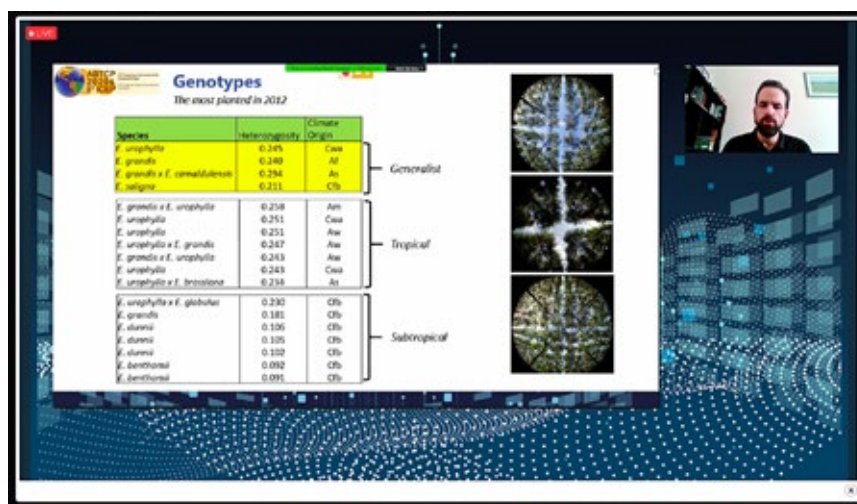 LIVE
ABTCP
2020
Genotypes
The most planted in 2012
Species Heterozygosity Climate Origin
E. urophylla 0.245 Cwa
E. grandis 0.240 Af
E. grandis x E. camaldulensis 0.294 As
E. saligna 0.211 Cfb
Generalist
E. grandis x E. urophylla 0.258 Am
E. urophylla 0.251 Cwa
E. urophylla 0.251 Aw
E. urophylla x E. grandis 0.247 Aw
E. grandis x E. urophylla 0.243 Aw
E. urophylla 0.243 Cwa
E. urophylla x E. brassiana 0.234 As
Tropical
E. urophylla x E. globulus 0.230 Cfb
E. grandis 0.181 Cfb
E. dunnii 0.106 Cfb
E. dunnii 0.105 Cfb
E. dunnii 0.102 Cfb
E. benthamii 0.092 Cfb
E. benthamii 0.091 Cfb
Subtropical